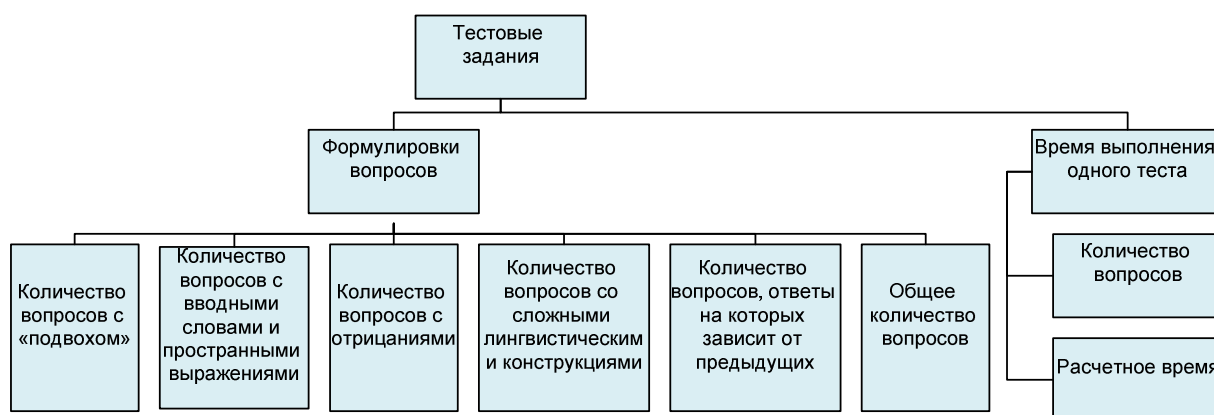 Тестовые
задания
Формулировки
вопросов
Время выполнения
одного теста
Количество
вопросов с
«подвохом»
Количество
вопросов с
вводными
словами и
пространными
выражениями
Количество
вопросов с
отрицаниями
Количество
вопросов со
сложными
лингвистическим
и конструкциями
Количество
вопросов, ответы
на которых
зависит от
предыдущих
Общее
количество
вопросов
Количество
вопросов
Расчетное время